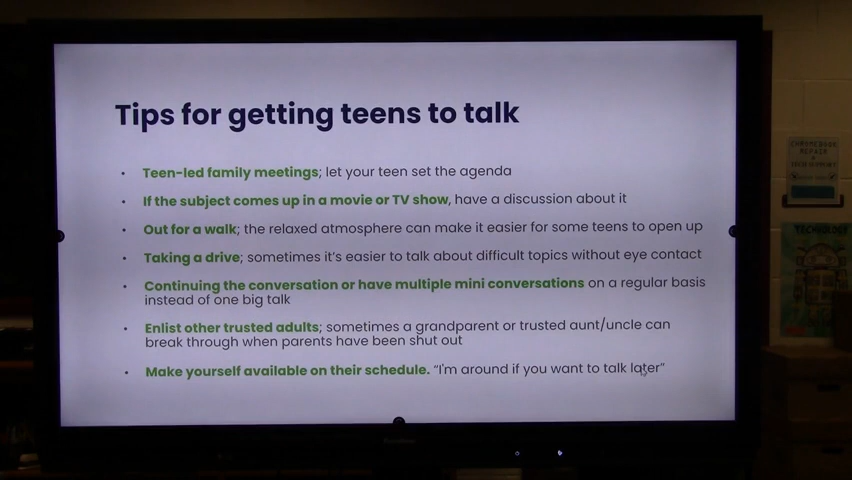 Tips for getting teens to talk
• Teen-led family meetings; let your teen set the agenda
• If the subject comes up in a movie or TV show, have a discussion about it
• Out for a walk; the relaxed atmosphere can make it easier for some teens to open up
• Taking a drive; sometimes it's easier to talk about difficult topics without eye contact
• Continuing the conversation or have multiple mini conversations on a regular basis
instead of one big talk
• Enlist other trusted adults; sometimes a grandparent or trusted aunt/uncle can
break through when parents have been shut out
• Make yourself available on their schedule. "I'm around if you want to talk later"
CHROMEBOOK
REPAIR
TECHNOLOGY